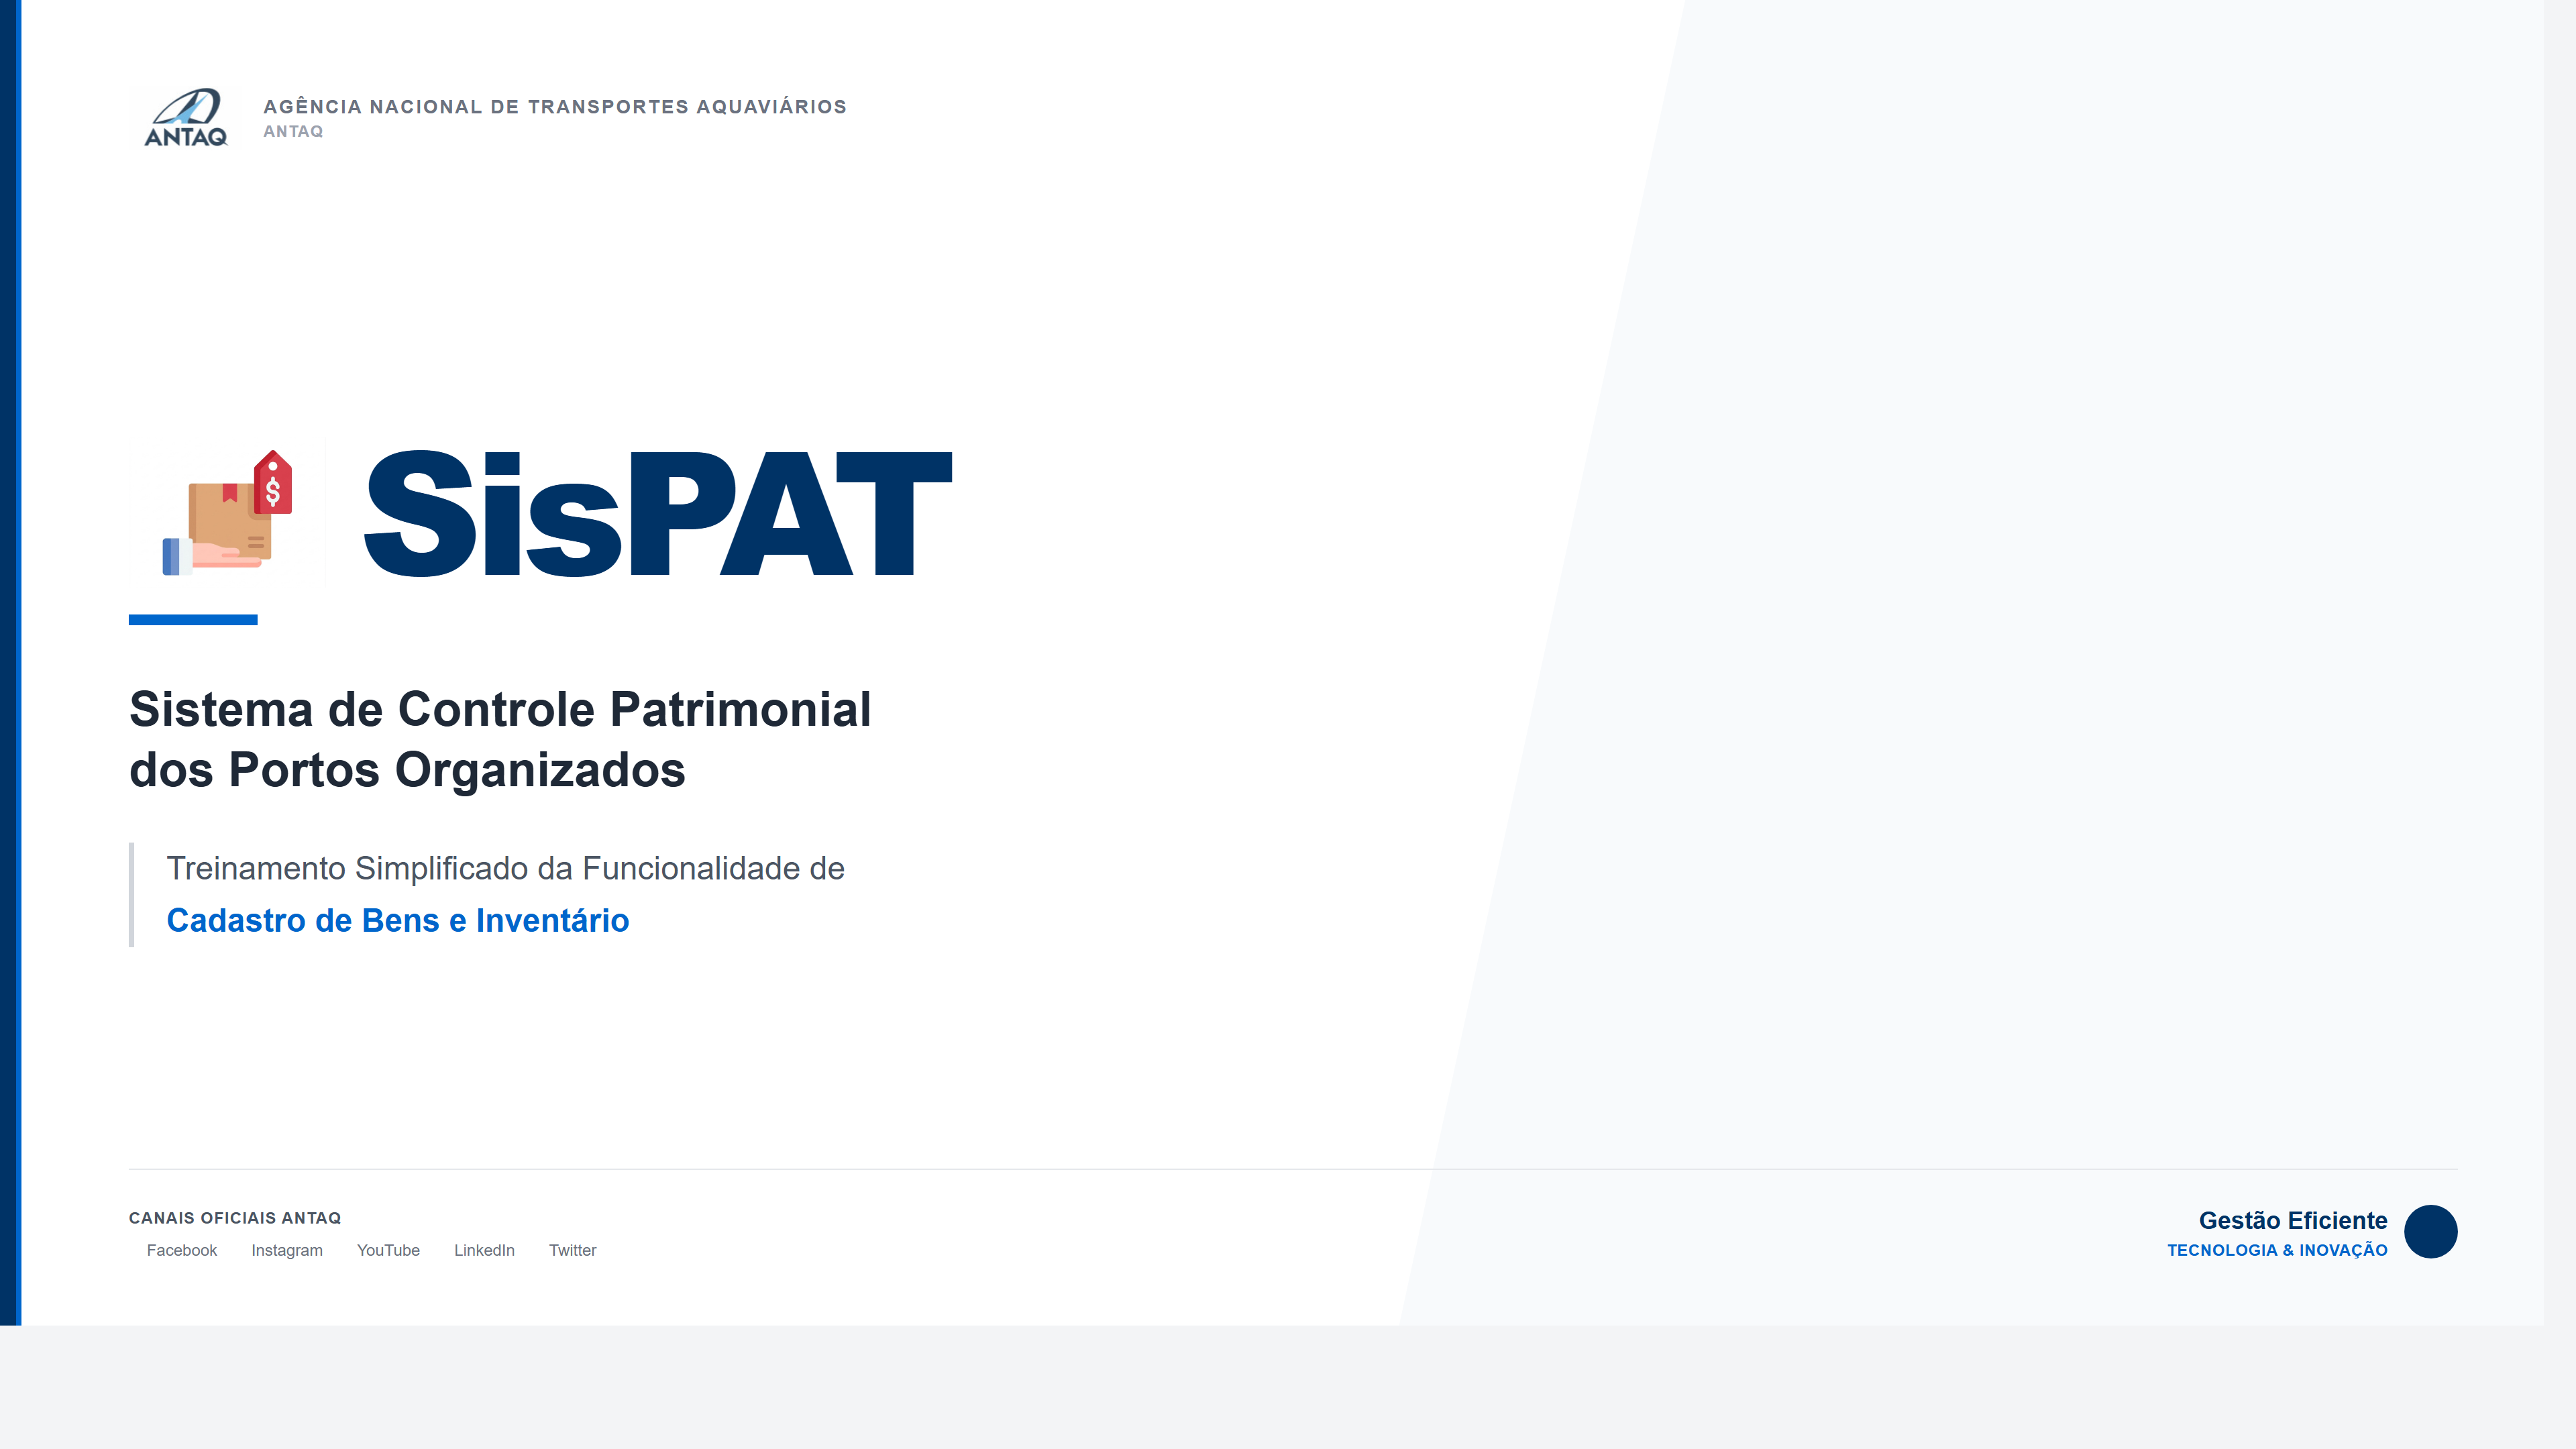 ANTAQ
AGÊNCIA NACIONAL DE TRANSPORTES AQUAVIÁRIOS
ANTAQ
$
SisPAT
Sistema de Controle Patrimonial
dos Portos Organizados
Treinamento Simplificado da Funcionalidade de
Cadastro de Bens e Inventário
CANAIS OFICIAIS ANTAQ
Facebook Instagram YouTube LinkedIn Twitter
Gestão Eficiente
TECNOLOGIA & INOVAÇÃO